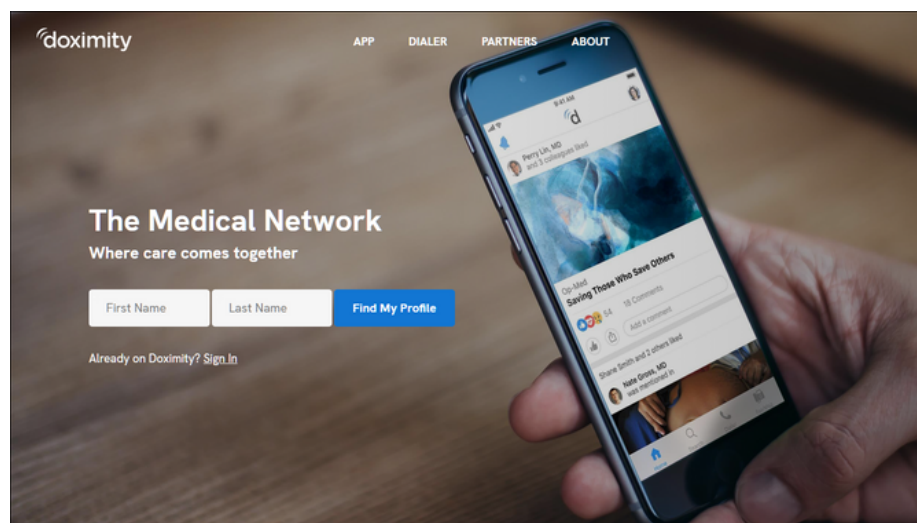 doximity
APP DIALER PARTNERS ABOUT
The Medical Network
Where care comes together
First Name Last Name Find My Profile
Already on Doximity? Sign In
9:41 AM
d
Perry Lin, MD
and 3 colleagues liked
Op-Med
Saving Those Who Save Others
54 18 Comments
Add a comment
Shane Smith and 2 others liked
Nate Gross, MD
was mentioned in
Home